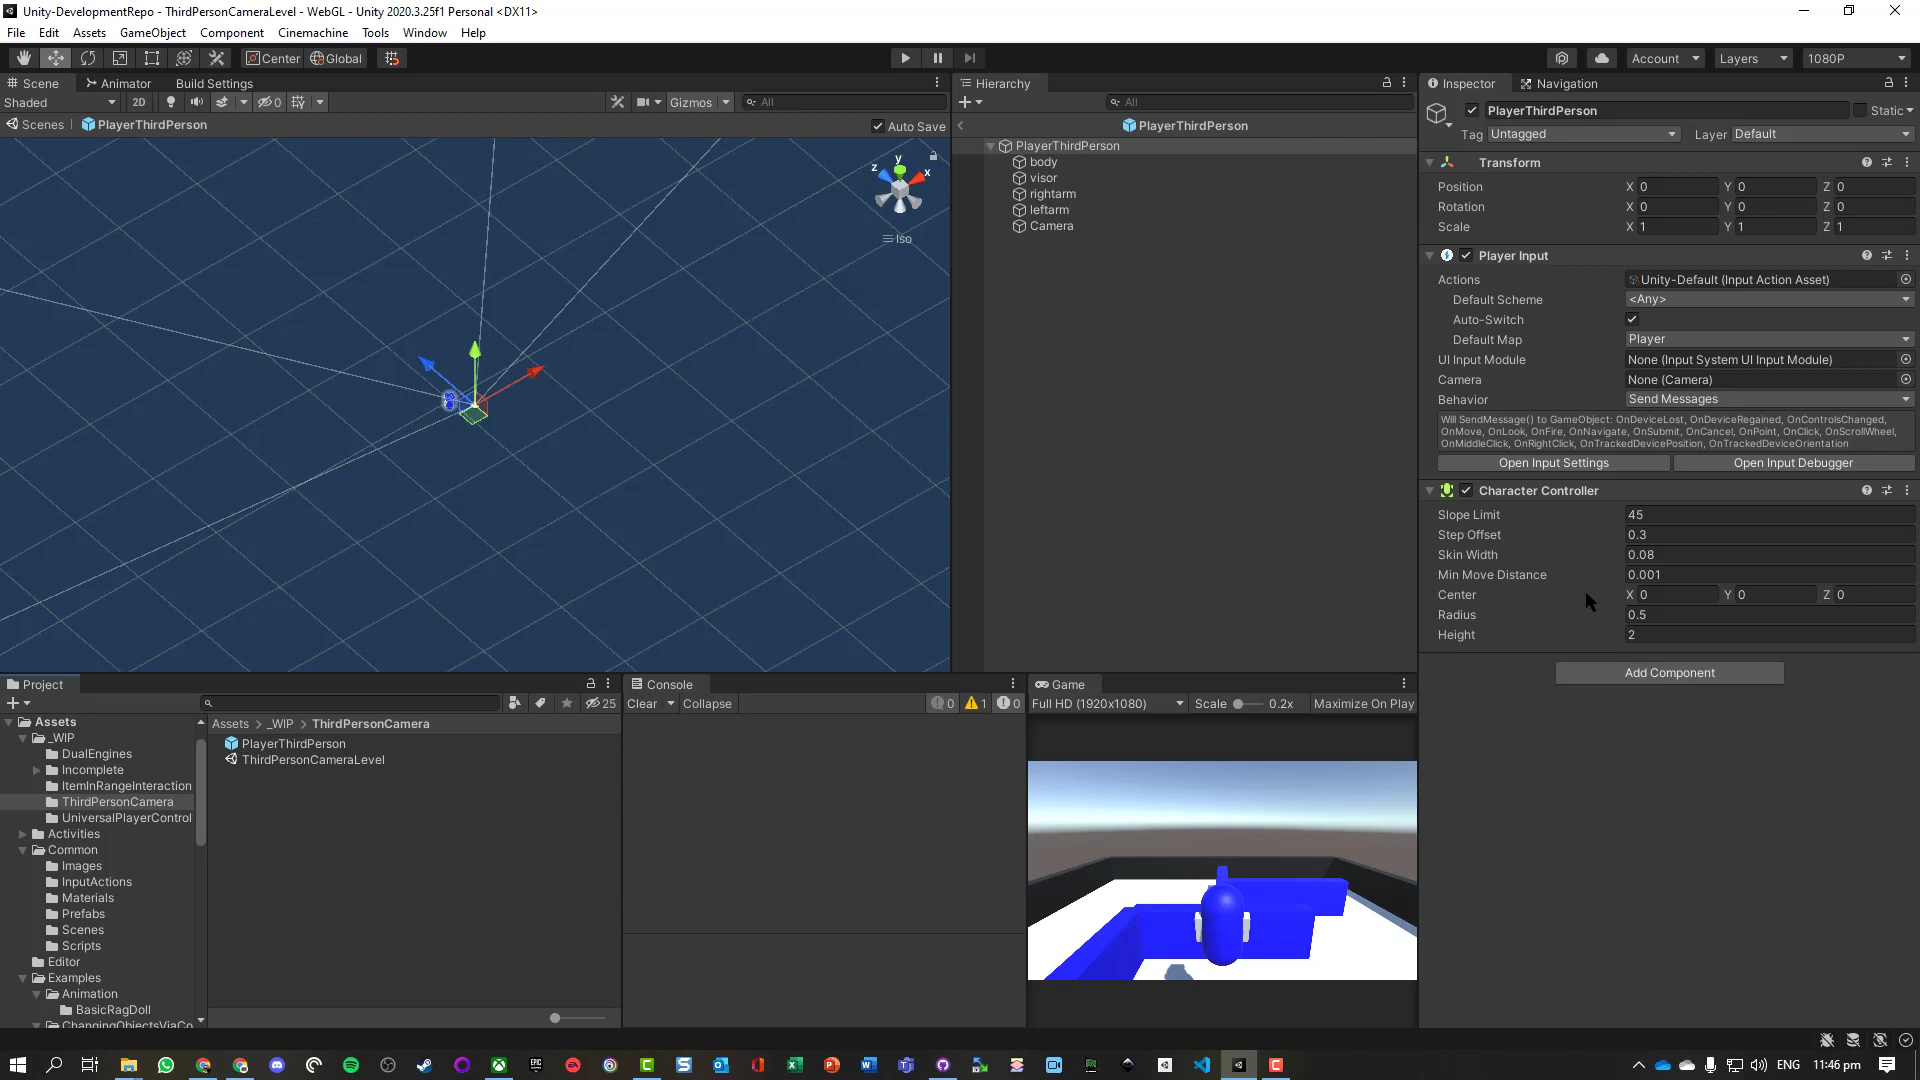 Unity-DevelopmentRepo - ThirdPersonCameraLevel - WebGL - Unity 2020.3.25f1 Personal <DX11>
File Edit Assets GameObject Component Cinemachine Tools Window Help
Center Global Account Layers 1080P
Scene Animator Build Settings
Shaded 2D 0 Gizmos All
Scenes PlayerThirdPerson Auto Save
y
z x
Iso
Hierarchy
All
PlayerThirdPerson
PlayerThirdPerson
body
visor
rightarm
leftarm
Camera
Inspector Navigation
PlayerThirdPerson Static
Tag Untagged Layer Default
Transform
Position X 0 Y 0 Z 0
Rotation X 0 Y 0 Z 0
Scale X 1 Y 1 Z 1
Player Input
Actions Unity-Default (Input Action Asset)
Default Scheme <Any>
Auto-Switch
Default Map Player
UI Input Module None (Input System UI Input Module)
Camera None (Camera)
Behavior Send Messages
Will SendMessage() to GameObject: OnDeviceLost, OnDeviceRegained, OnControlsChanged,
OnMove, OnLook, OnFire, OnNavigate, OnSubmit, OnCancel, OnPoint, OnClick, OnScrollWheel,
OnMiddleClick, OnRightClick, OnTrackedDevicePosition, OnTrackedDeviceOrientation
Open Input Settings Open Input Debugger
Character Controller
Slope Limit 45
Step Offset 0.3
Skin Width 0.08
Min Move Distance 0.001
Center X 0 Y 0 Z 0
Radius 0.5
Height 2
Add Component
Project
25
Assets
_WIP
DualEngines
Incomplete
ItemInRangeInteraction
ThirdPersonCamera
UniversalPlayerControl
Activities
Common
Images
InputActions
Materials
Prefabs
Scenes
Scripts
Editor
Examples
Animation
BasicRagDoll
ChangingObjectsViaCo
Assets > _WIP > ThirdPersonCamera
PlayerThirdPerson
ThirdPersonCameraLevel
Console
Clear Collapse 0 1 0
Game
Full HD (1920x1080) Scale 0.2x Maximize On Play
ENG 11:46 pm